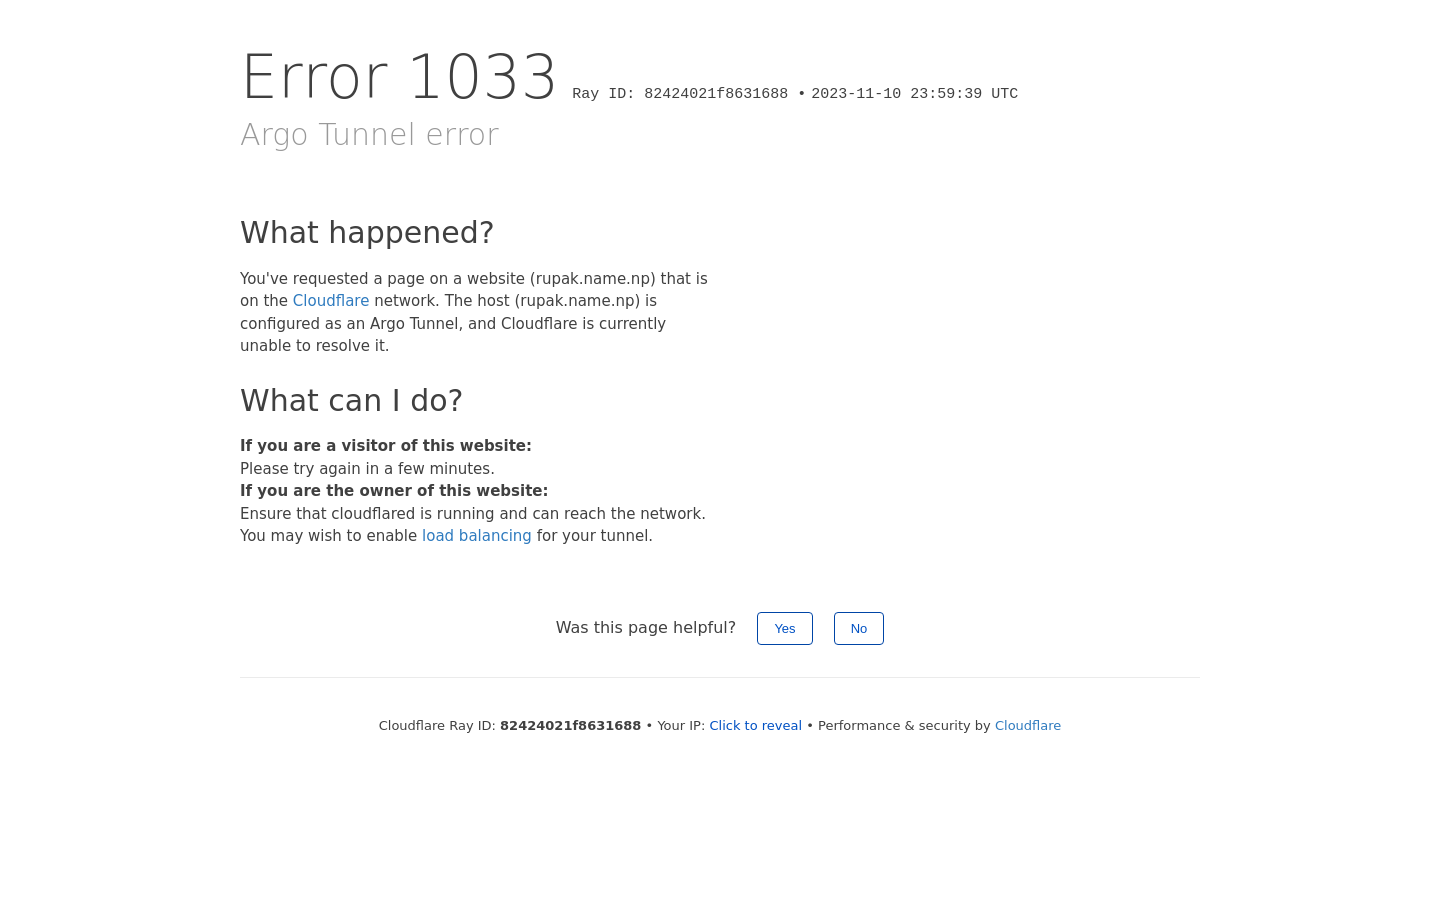 Error 1033 Ray ID: 82424021f8631688 • 2023-11-10 23:59:39 UTC
Argo Tunnel error
What happened?
You've requested a page on a website (rupak.name.np) that is
on the Cloudflare network. The host (rupak.name.np) is
configured as an Argo Tunnel, and Cloudflare is currently
unable to resolve it.
What can I do?
If you are a visitor of this website:
Please try again in a few minutes.
If you are the owner of this website:
Ensure that cloudflared is running and can reach the network.
You may wish to enable load balancing for your tunnel.
Was this page helpful? Yes No
Cloudflare Ray ID: 82424021f8631688 • Your IP: Click to reveal • Performance & security by Cloudflare